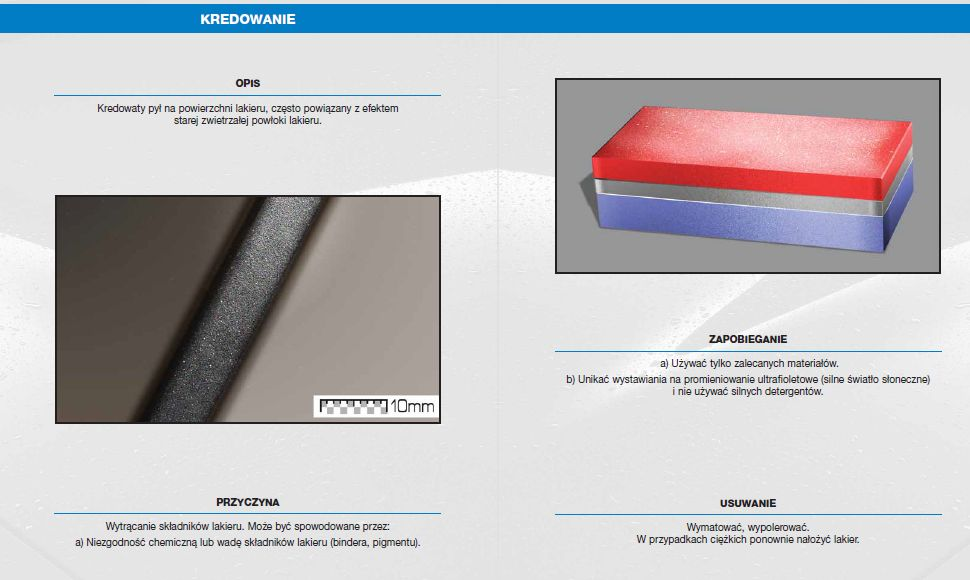 KREDOWANIE
OPIS
Kredowaty pył na powierzchni lakieru, często powiązany z efektem
starej zwietrzałej powłoki lakieru.
10mm
PRZYCZYNA
Wytrącanie składników lakieru. Może być spowodowane przez:
a) Niezgodność chemiczną lub wadę składników lakieru (bindera, pigmentu).
ZAPOBIEGANIE
a) Używać tylko zalecanych materiałów.
b) Unikać wystawiania na promieniowanie ultrafioletowe (silne światło słoneczne)
i nie używać silnych detergentów.
USUWANIE
Wymatować, wypolerować.
W przypadkach ciężkich ponownie nałożyć lakier.